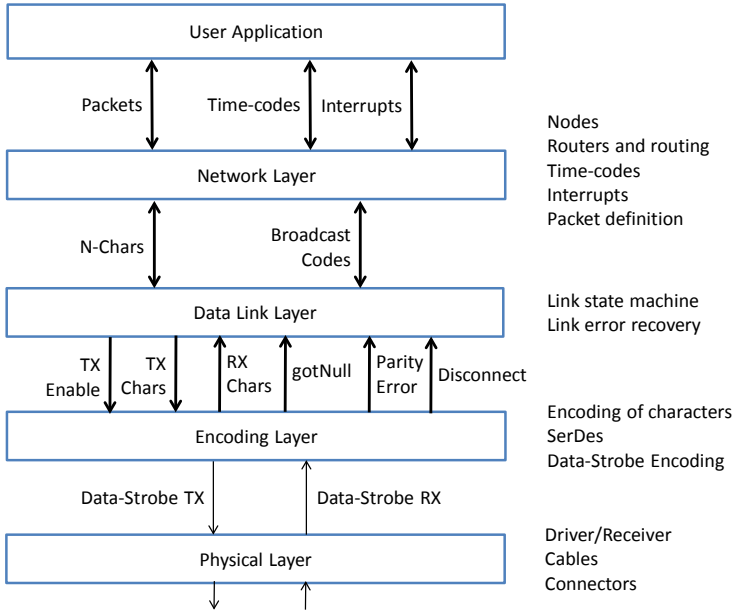 User Application
Packets
Time-codes
Interrupts
Nodes
Routers and routing
Time-codes
Interrupts
Packet definition
Network Layer
N-Chars
Broadcast
Codes
Data Link Layer
Link state machine
Link error recovery
TX
Enable
TX
Chars
RX
Chars
gotNull
Parity
Error
Disconnect
Encoding Layer
Encoding of characters
SerDes
Data-Strobe Encoding
Data-Strobe TX
Data-Strobe RX
Physical Layer
Driver/Receiver
Cables
Connectors